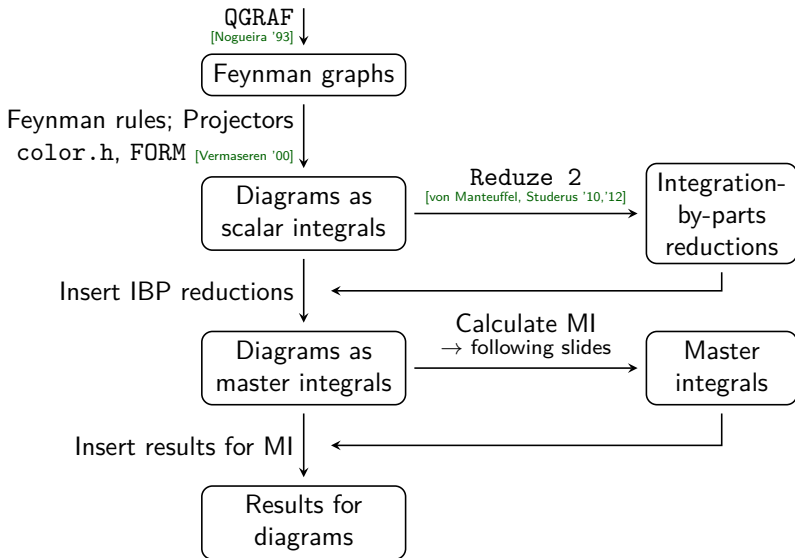 QGRAF
[Nogueira '93]
Feynman graphs
Feynman rules; Projectors
color.h, FORM [Vermaseren '00]
Diagrams as
scalar integrals
Reduze 2
[von Manteuffel, Studerus '10,'12]
Integration-
by-parts
reductions
Insert IBP reductions
Diagrams as
master integrals
Calculate MI
→ following slides
Master
integrals
Insert results for MI
Results for
diagrams